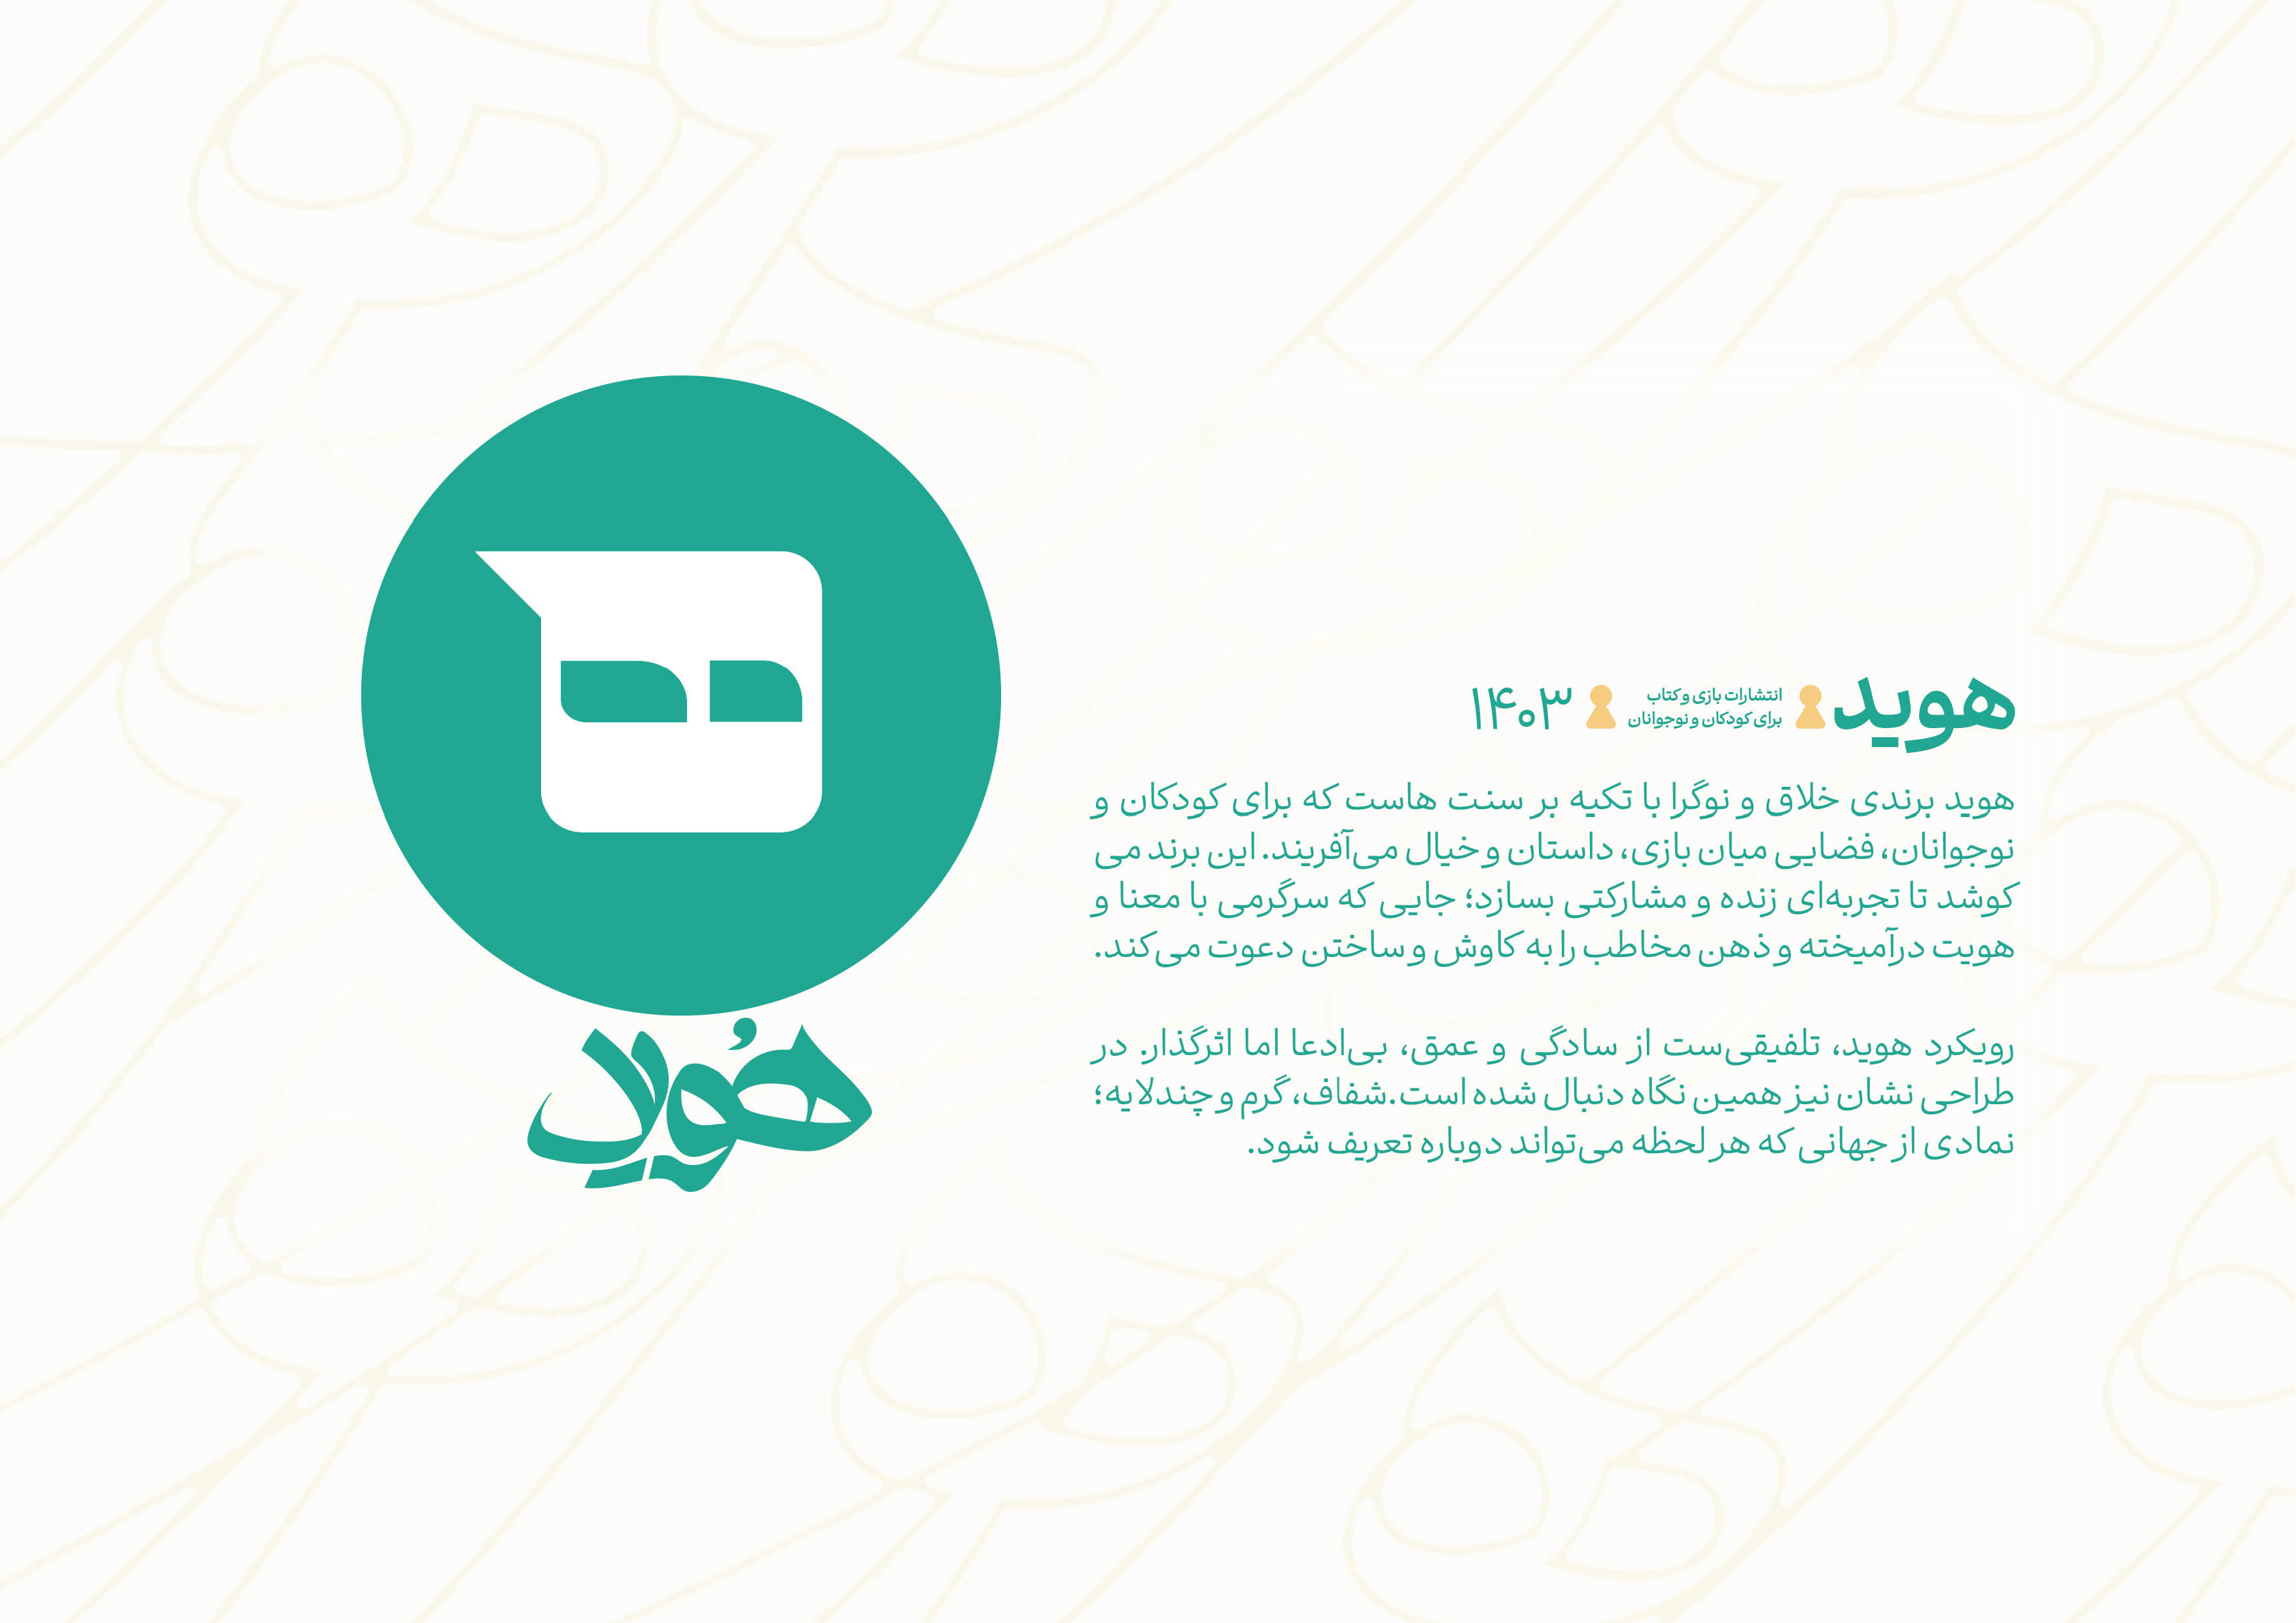 هوید
انتشارات بازی و کتاب
برای کودکان و نوجوانان
۱۴۰۳
هوید برندی خلاق و نوگرا با تکیه بر سنت هاست که برای کودکان و
نوجوانان، فضایی میان بازی، داستان و خیال می‌آفریند. این برند می
کوشد تا تجربه‌ای زنده و مشارکتی بسازد؛ جایی که سرگرمی با معنا و
هویت درآمیخته و ذهن مخاطب را به کاوش و ساختن دعوت می‌کند.
رویکرد هوید، تلفیقی‌ست از سادگی و عمق، بی‌ادعا اما اثرگذار. در
طراحی نشان نیز همین نگاه دنبال شده است.شفاف، گرم و چندلایه؛
نمادی از جهانی که هر لحظه می‌تواند دوباره تعریف شود.
هُوید